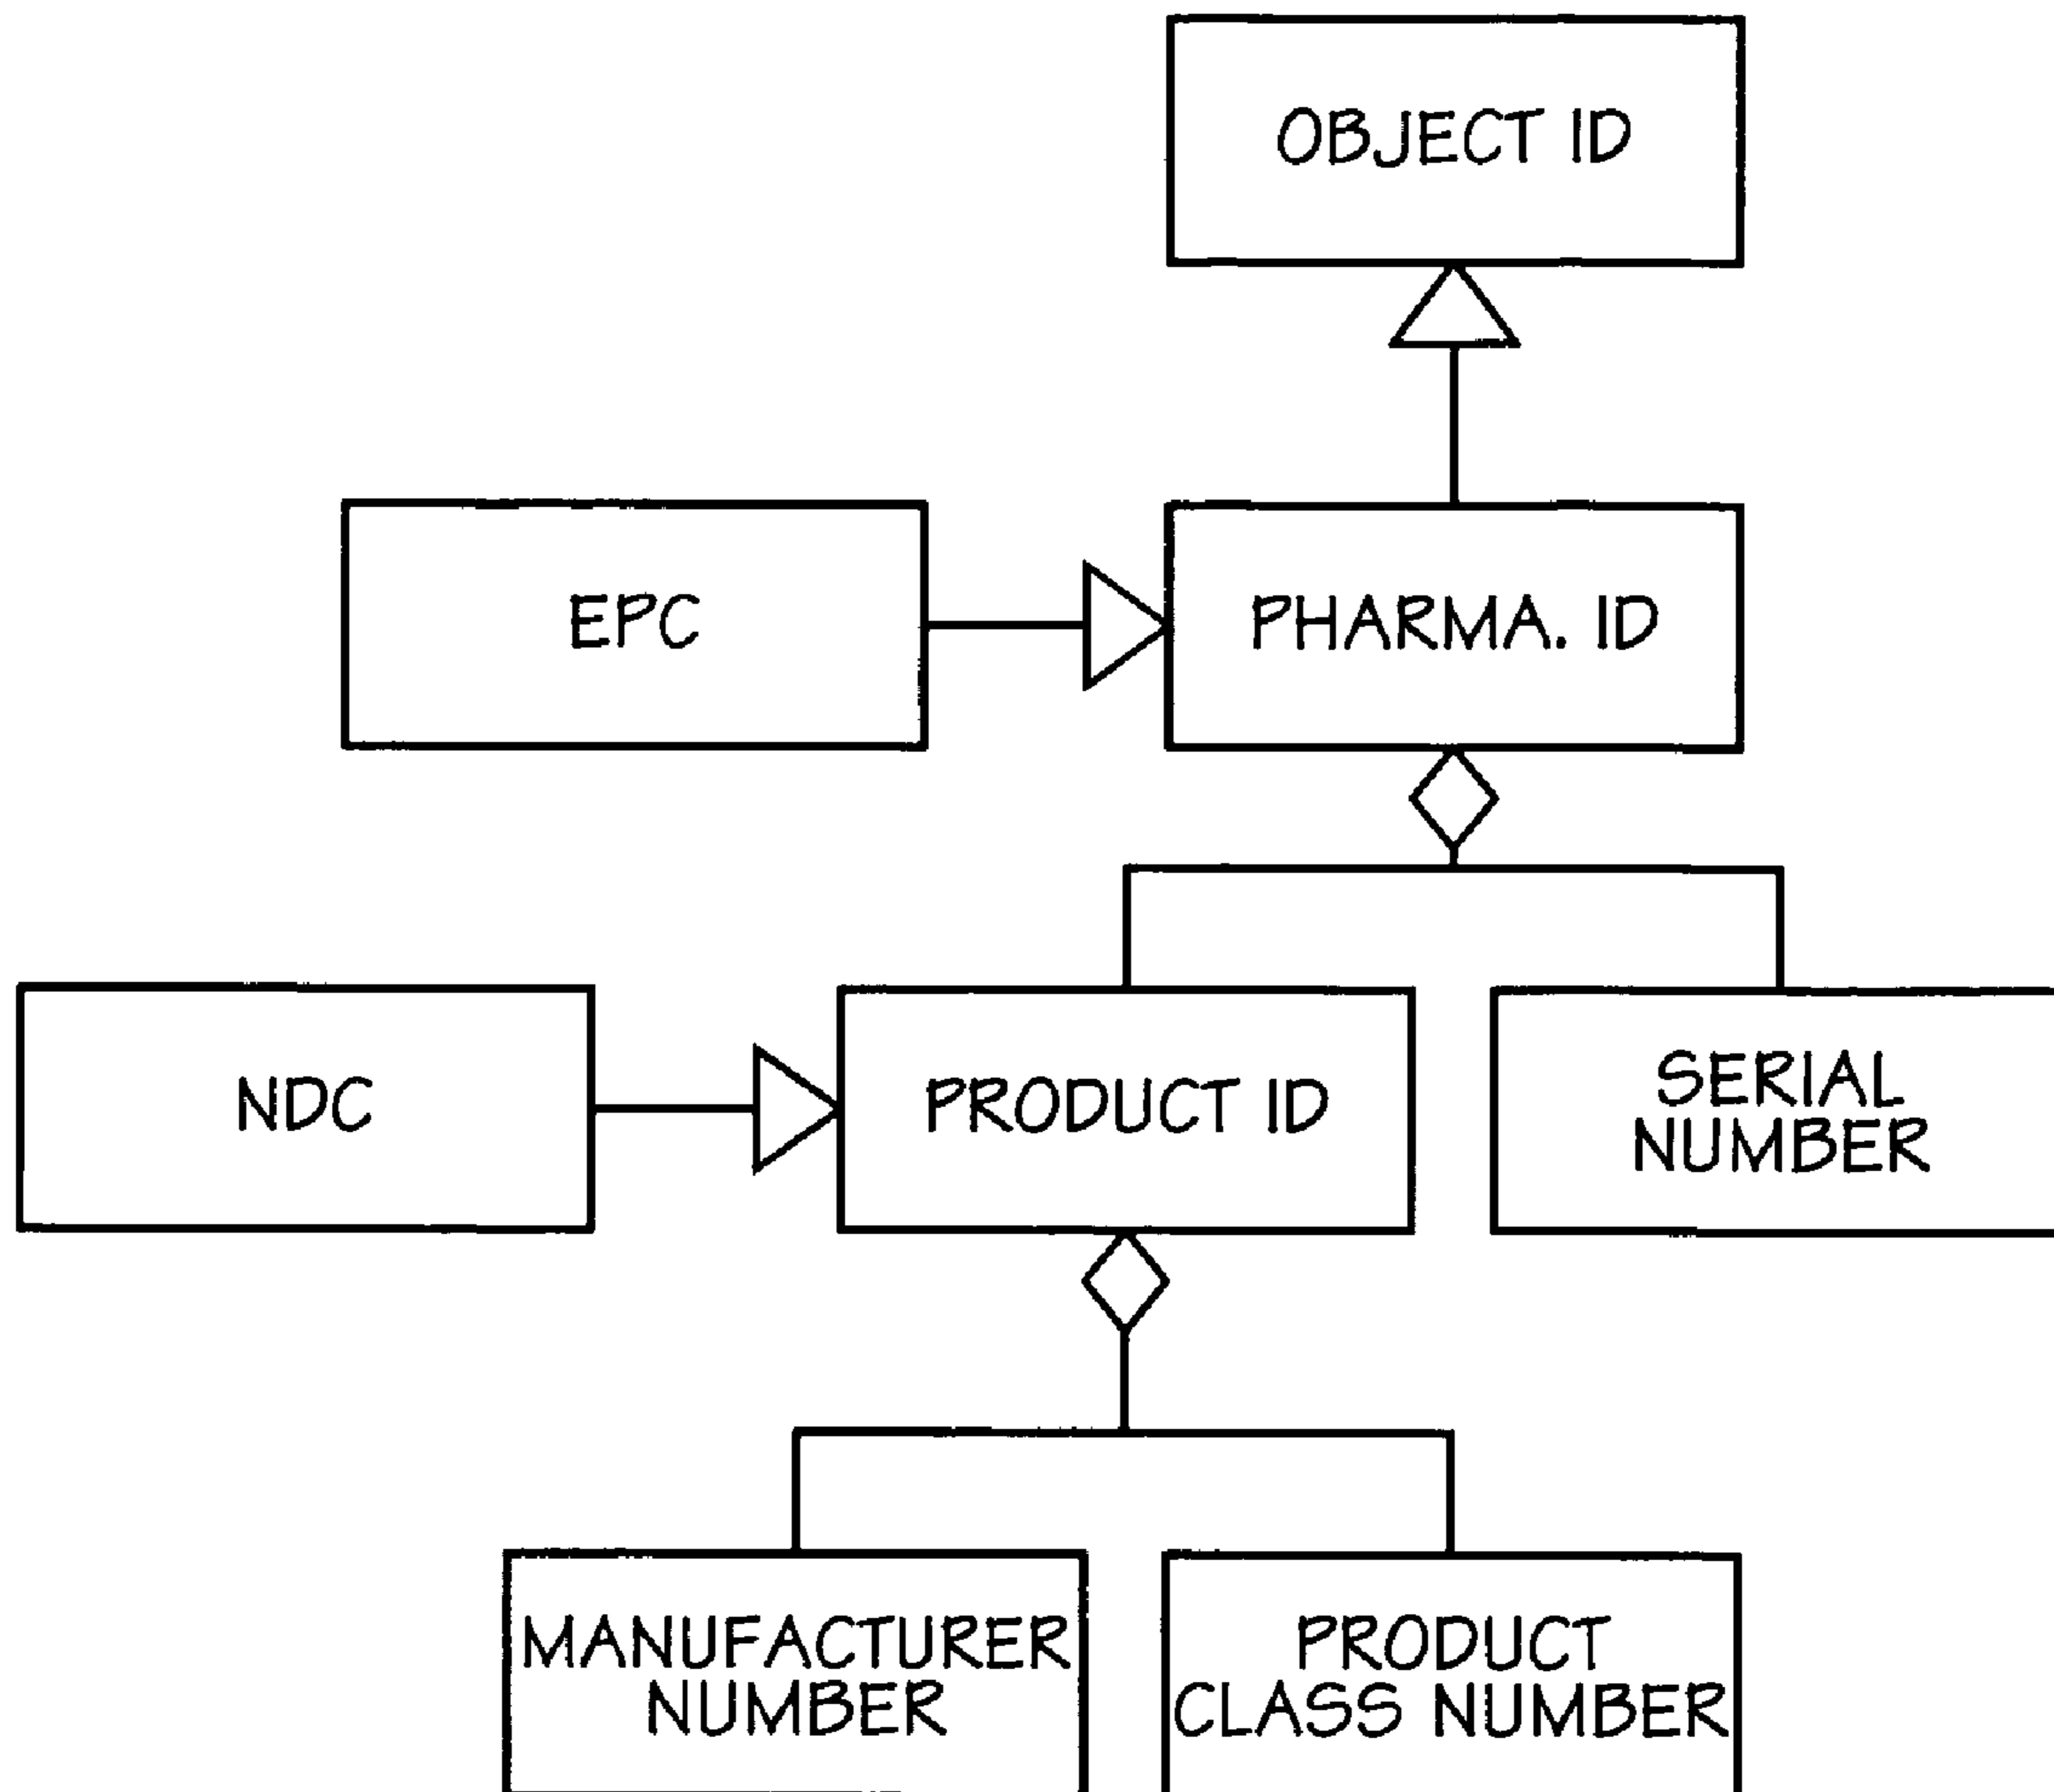 OBJECT ID
EPC
PHARMA. ID
NDC
PRODUCT ID
SERIAL
NUMBER
MANUFACTURER
NUMBER
PRODUCT
CLASS NUMBER